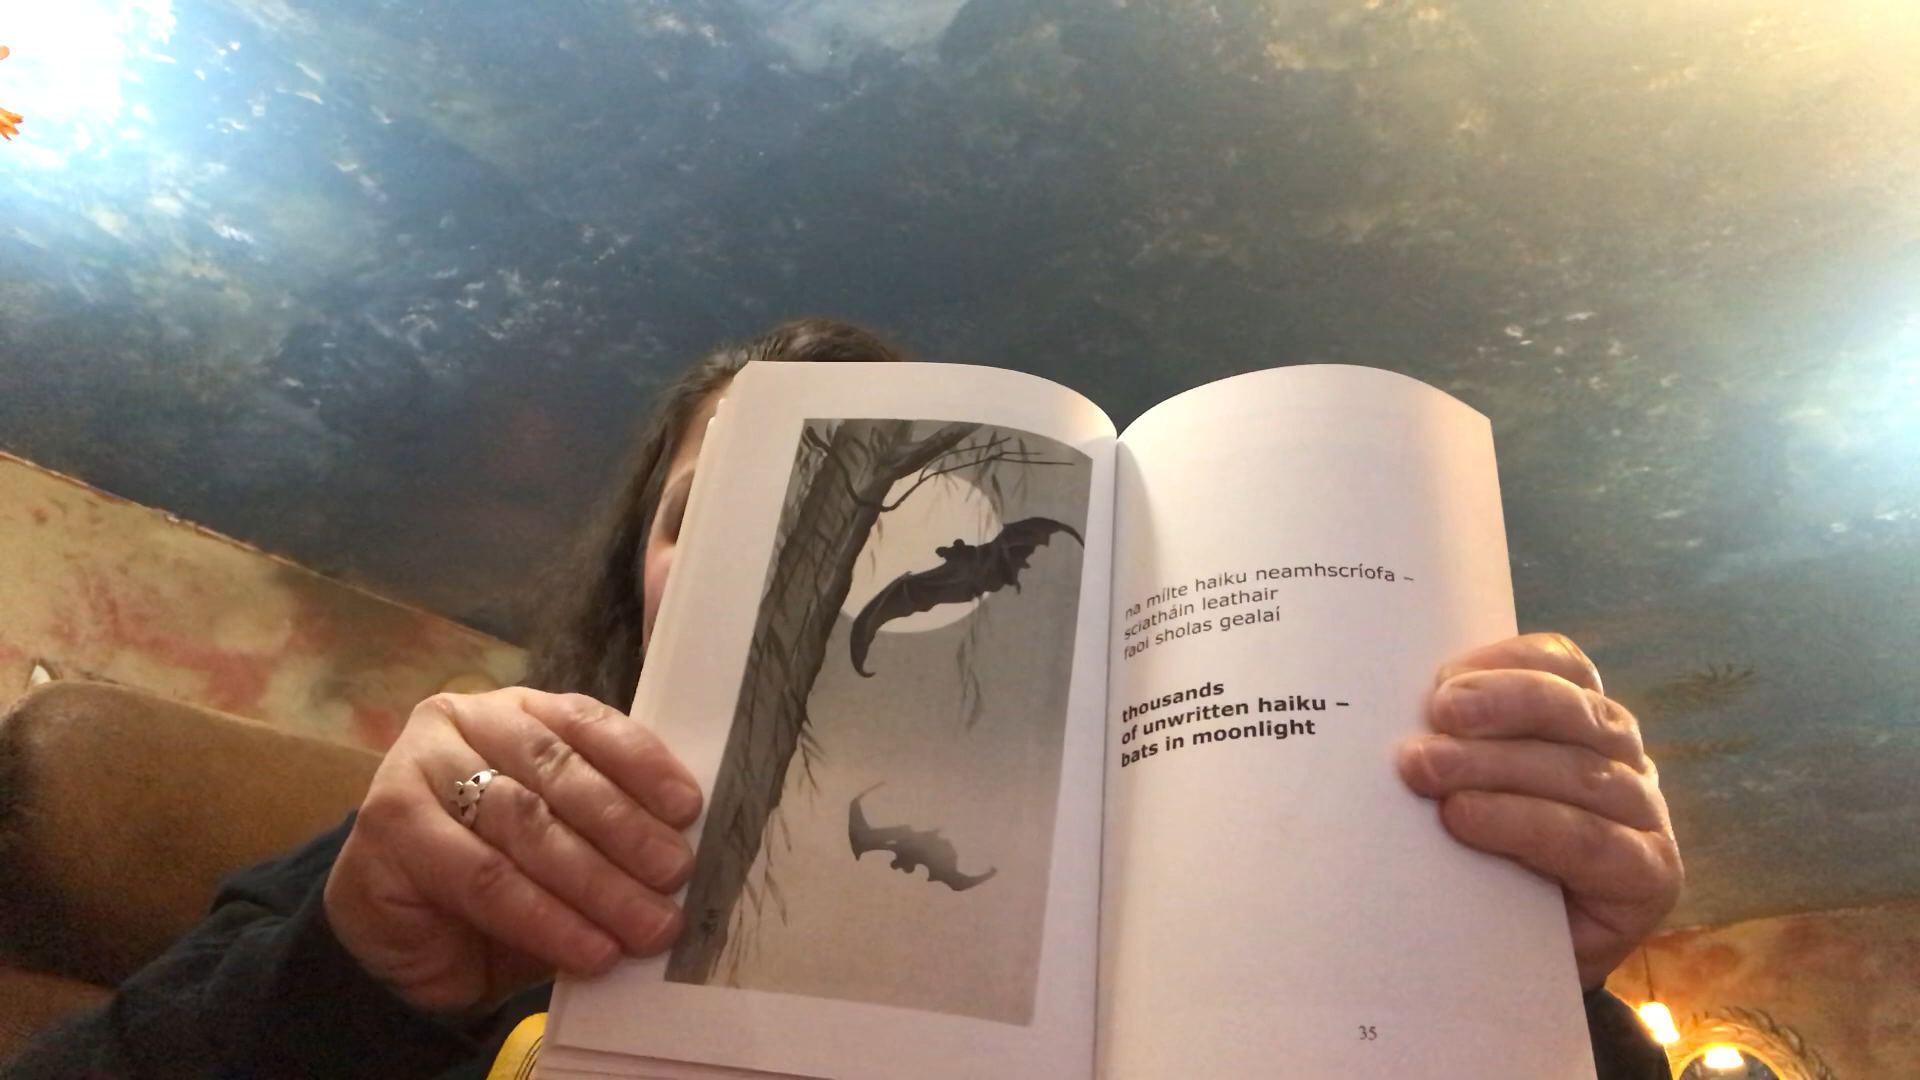 na mílte haiku neamhscríofa –
sciatháin leathair
faoi sholas gealaí
thousands
of unwritten haiku –
bats in moonlight
35